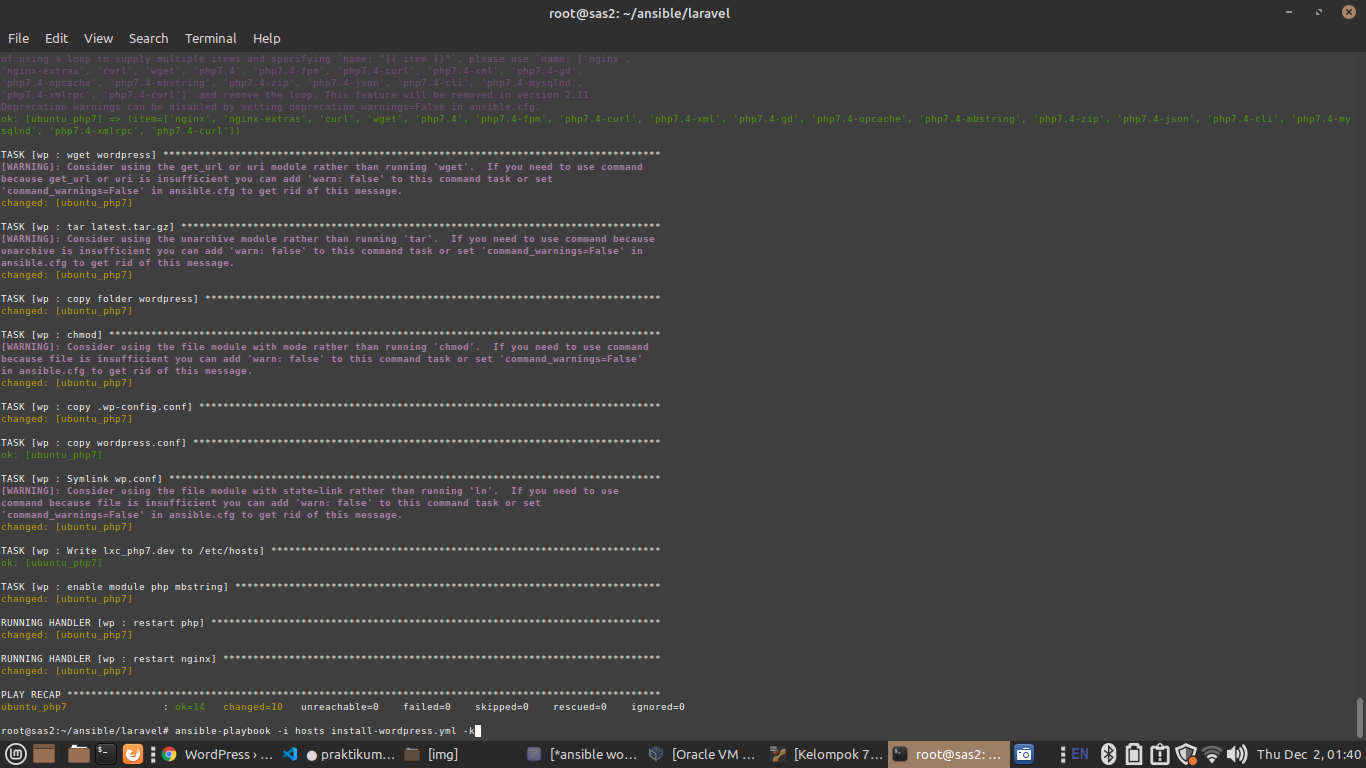 root@sas2: ~/ansible/laravel
File Edit View Search Terminal Help
of using a loop to supply multiple items and specifying `name: "{{ item }}"`, please use `name: ['nginx',
'nginx-extras', 'curl', 'wget', 'php7.4', 'php7.4-fpm', 'php7.4-curl', 'php7.4-xml', 'php7.4-gd',
'php7.4-opcache', 'php7.4-mbstring', 'php7.4-zip', 'php7.4-json', 'php7.4-cli', 'php7.4-mysqlnd',
'php7.4-xmlrpc', 'php7.4-curl']` and remove the loop. This feature will be removed in version 2.11.
Deprecation warnings can be disabled by setting deprecation_warnings=False in ansible.cfg.
ok: [ubuntu_php7] => (item=['nginx', 'nginx-extras', 'curl', 'wget', 'php7.4', 'php7.4-fpm', 'php7.4-curl', 'php7.4-xml', 'php7.4-gd', 'php7.4-opcache', 'php7.4-mbstring', 'php7.4-zip', 'php7.4-json', 'php7.4-cli', 'php7.4-my
sqlnd', 'php7.4-xmlrpc', 'php7.4-curl'])
TASK [wp : wget wordpress] ***********************************************************************************
[WARNING]: Consider using the get_url or uri module rather than running 'wget'.  If you need to use command
because get_url or uri is insufficient you can add 'warn: false' to this command task or set
'command_warnings=False' in ansible.cfg to get rid of this message.
changed: [ubuntu_php7]
TASK [wp : tar latest.tar.gz] ********************************************************************************
[WARNING]: Consider using the unarchive module rather than running 'tar'.  If you need to use command because
unarchive is insufficient you can add 'warn: false' to this command task or set 'command_warnings=False' in
ansible.cfg to get rid of this message.
changed: [ubuntu_php7]
TASK [wp : copy folder wordpress] ****************************************************************************
changed: [ubuntu_php7]
TASK [wp : chmod] ********************************************************************************************
[WARNING]: Consider using the file module with mode rather than running 'chmod'.  If you need to use command
because file is insufficient you can add 'warn: false' to this command task or set 'command_warnings=False'
in ansible.cfg to get rid of this message.
changed: [ubuntu_php7]
TASK [wp : copy .wp-config.conf] *****************************************************************************
changed: [ubuntu_php7]
TASK [wp : copy wordpress.conf] ******************************************************************************
ok: [ubuntu_php7]
TASK [wp : Symlink wp.conf] **********************************************************************************
[WARNING]: Consider using the file module with state=link rather than running 'ln'.  If you need to use
command because file is insufficient you can add 'warn: false' to this command task or set
'command_warnings=False' in ansible.cfg to get rid of this message.
changed: [ubuntu_php7]
TASK [wp : Write lxc_php7.dev to /etc/hosts] *****************************************************************
ok: [ubuntu_php7]
TASK [wp : enable module php mbstring] ***********************************************************************
changed: [ubuntu_php7]
RUNNING HANDLER [wp : restart php] ***************************************************************************
changed: [ubuntu_php7]
RUNNING HANDLER [wp : restart nginx] *************************************************************************
changed: [ubuntu_php7]
PLAY RECAP ***************************************************************************************************
ubuntu_php7                : ok=14   changed=10   unreachable=0    failed=0    skipped=0    rescued=0    ignored=0
root@sas2:~/ansible/laravel# ansible-playbook -i hosts install-wordpress.yml -k
WordPress › ... ● praktikum... [img] [*ansible wo... [Oracle VM ... [Kelompok 7... root@sas2: ... EN Thu Dec 2, 01:40